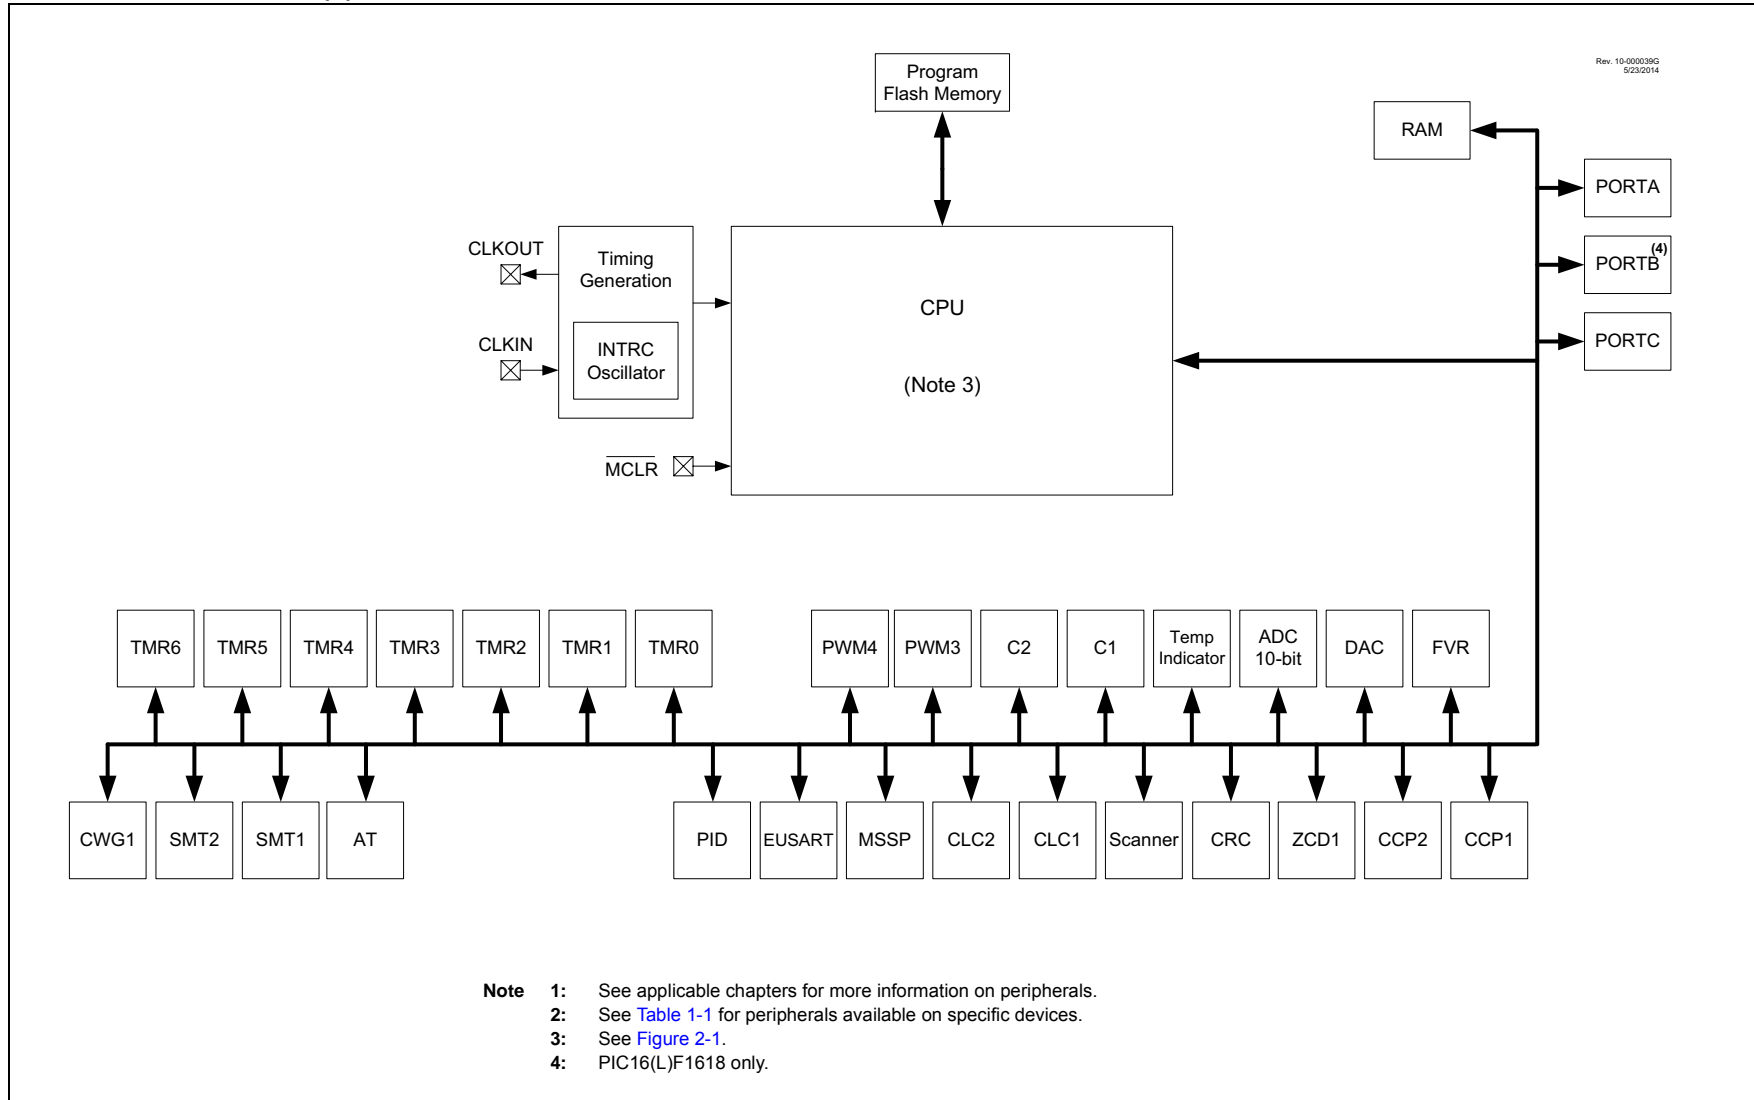 Rev. 10-000039G
5/23/2014
Program
Flash Memory
RAM
PORTA
PORTB(4)
PORTC
CLKOUT
Timing
Generation
CPU
CLKIN
INTRC
Oscillator
(Note 3)
MCLR
TMR6 TMR5 TMR4 TMR3 TMR2 TMR1 TMR0 PWM4 PWM3 C2 C1 Temp Indicator ADC 10-bit DAC FVR
CWG1 SMT2 SMT1 AT PID EUSART MSSP CLC2 CLC1 Scanner CRC ZCD1 CCP2 CCP1
Note 1: See applicable chapters for more information on peripherals.
2: See Table 1-1 for peripherals available on specific devices.
3: See Figure 2-1.
4: PIC16(L)F1618 only.